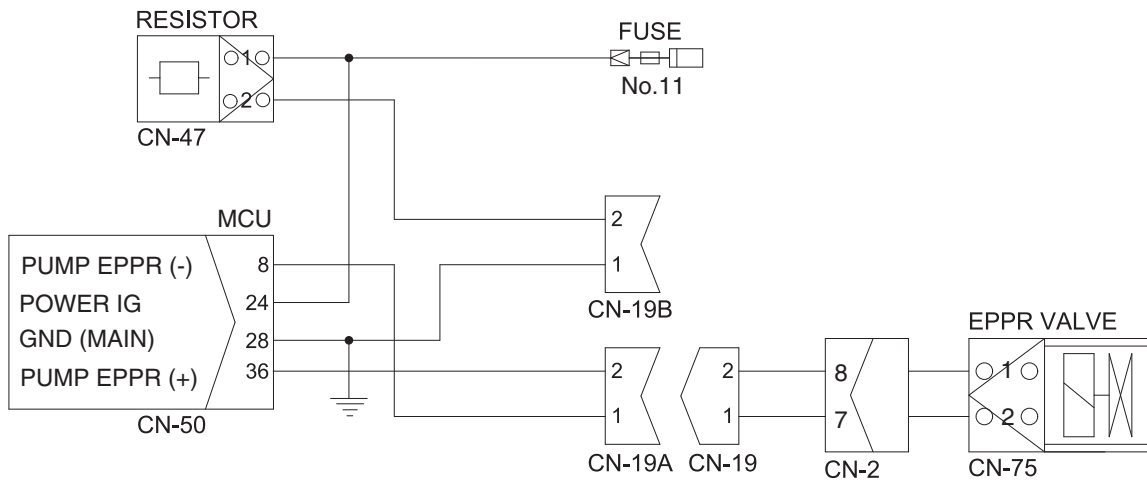 RESISTOR
1
2
CN-47
FUSE
No.11
MCU
PUMP EPPR (-) 8
POWER IG 24
GND (MAIN) 28
PUMP EPPR (+) 36
CN-50
2
1
CN-19B
2
1
CN-19A
2
1
CN-19
8
7
CN-2
EPPR VALVE
1
2
CN-75